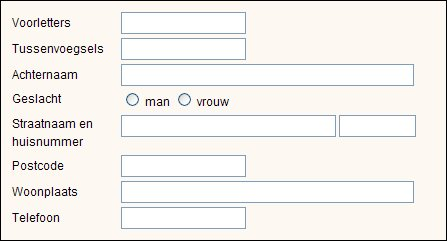 Voorletters
Tussenvoegsels
Achternaam
Geslacht man vrouw
Straatnaam en
huisnummer
Postcode
Woonplaats
Telefoon